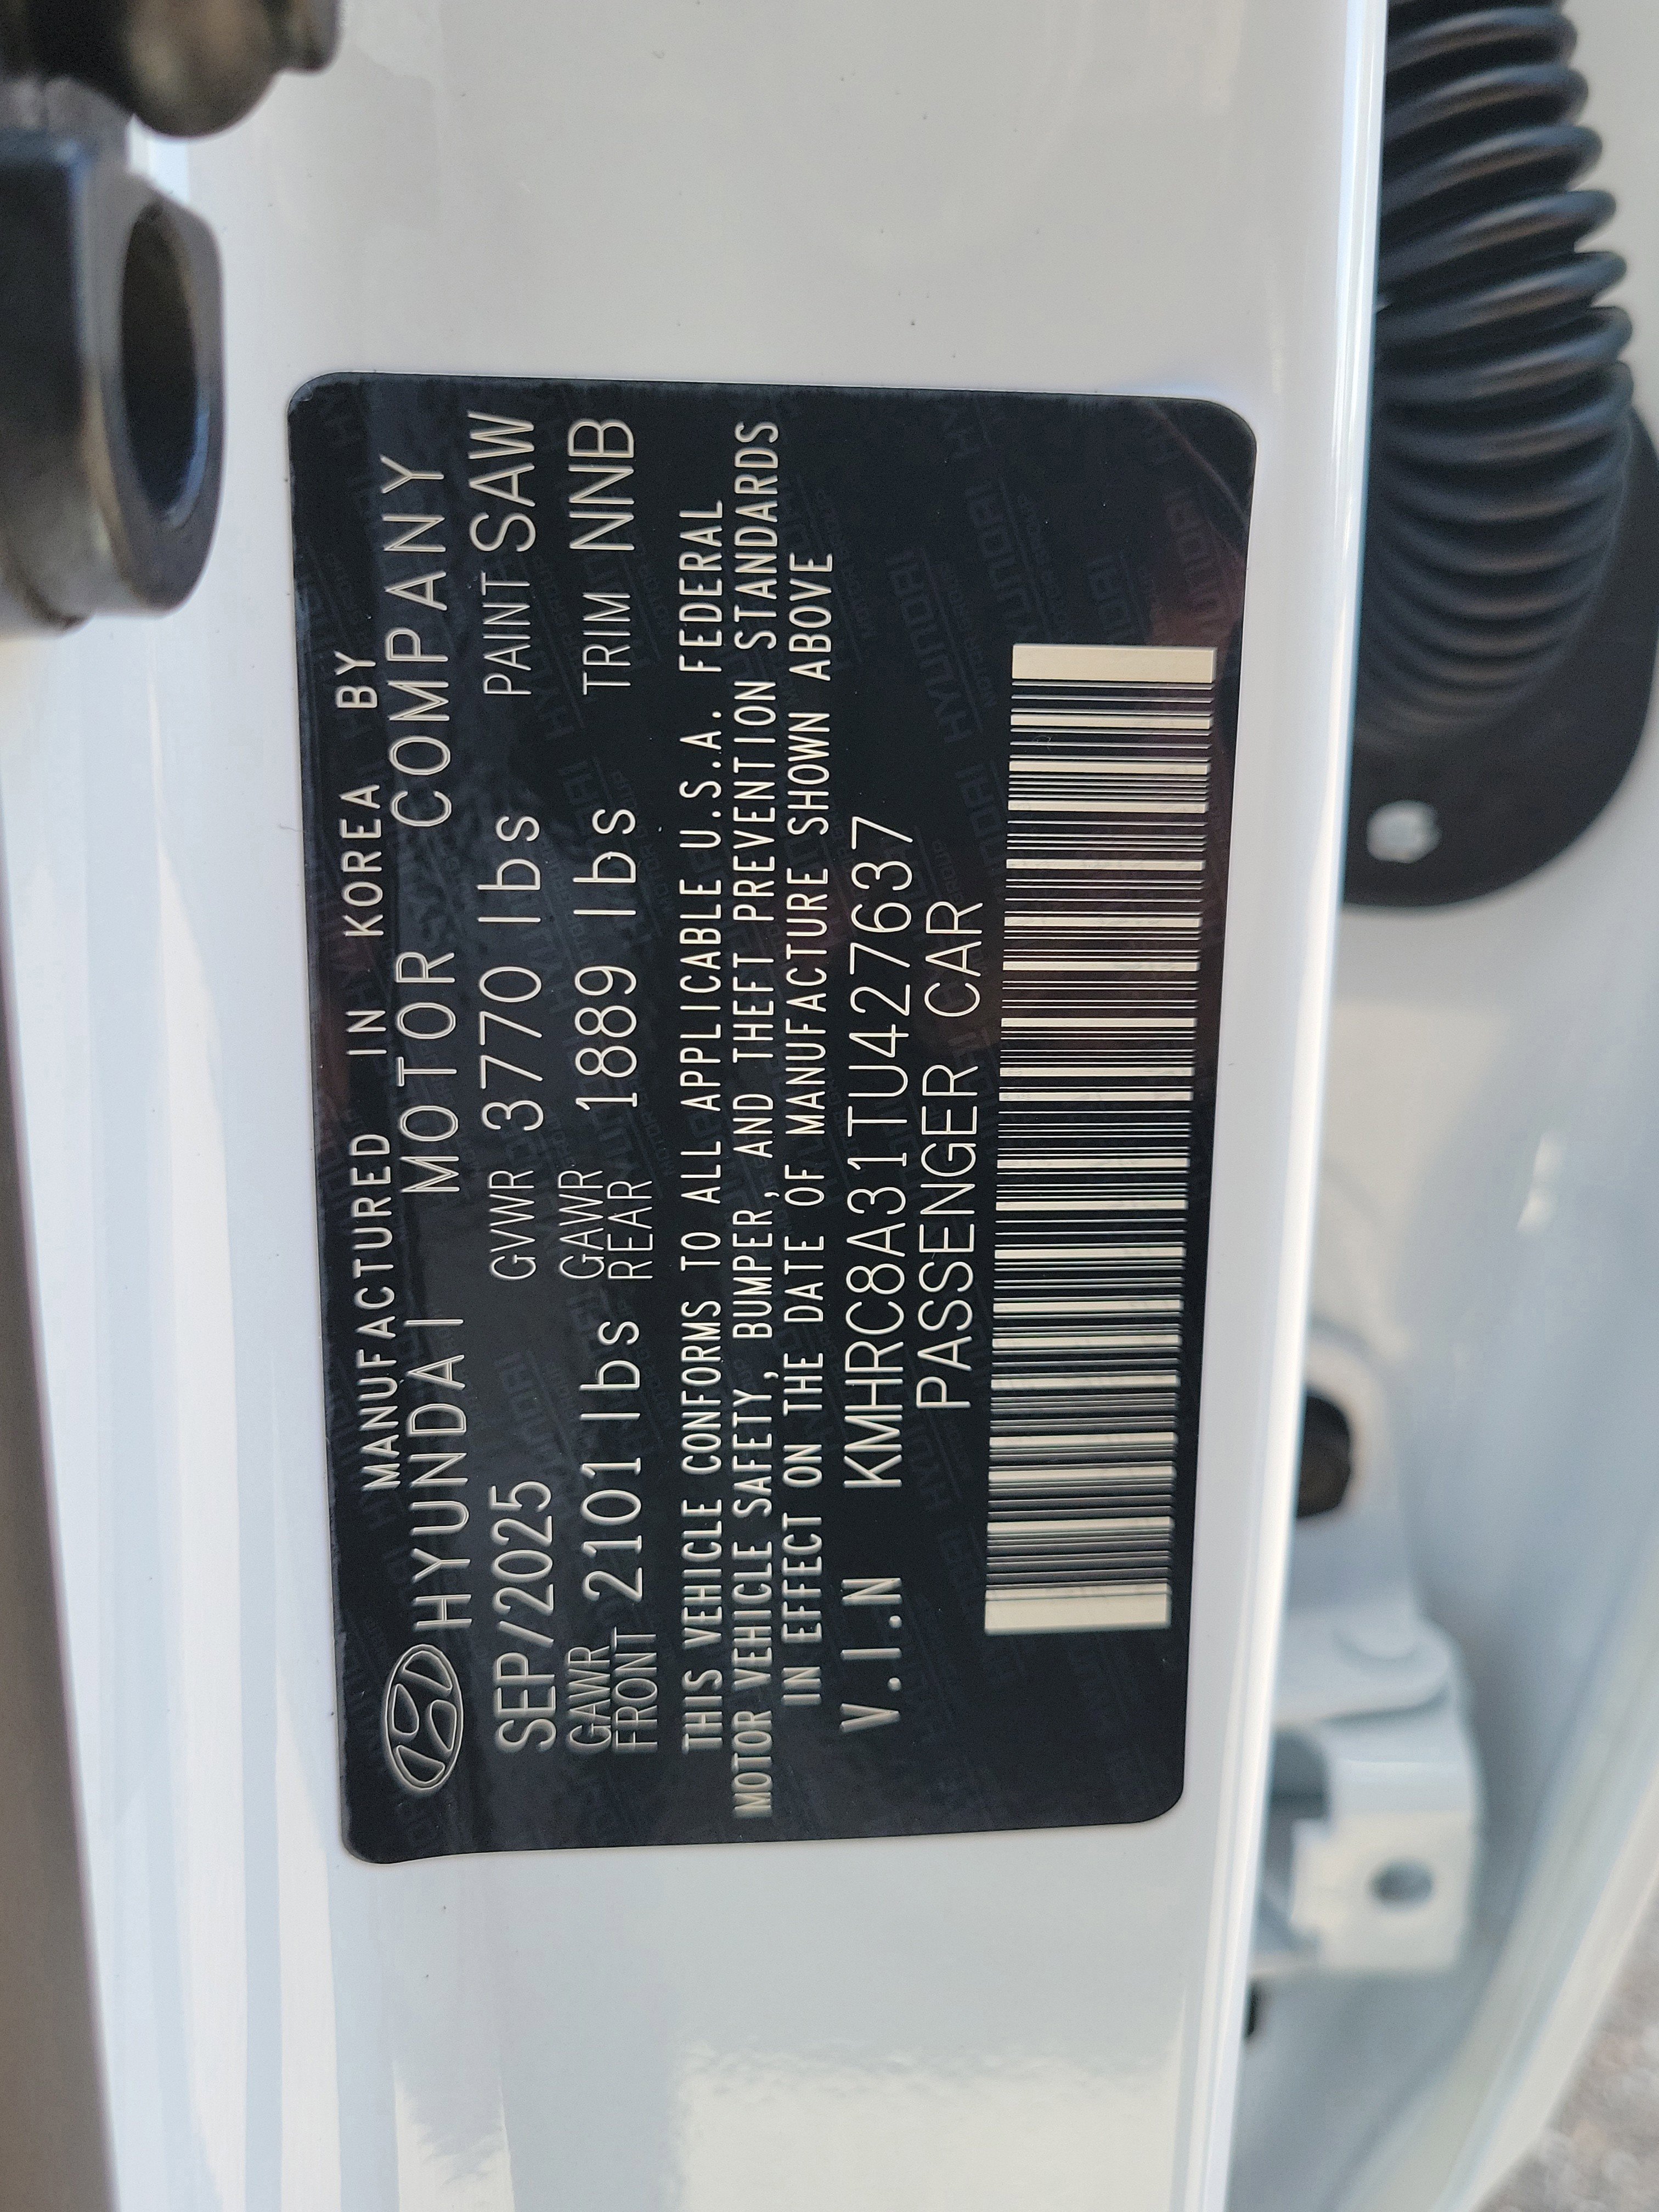 MANUFACTURED IN KOREA BY
HYUNDAI MOTOR COMPANY
SEP/2025 GVWR 3770 lbs PAINT SAW
GAWR FRONT 2101 lbs GAWR REAR 1889 lbs TRIM NNB
THIS VEHICLE CONFORMS TO ALL APPLICABLE U.S.A. FEDERAL
MOTOR VEHICLE SAFETY, BUMPER, AND THEFT PREVENTION STANDARDS
IN EFFECT ON THE DATE OF MANUFACTURE SHOWN ABOVE
V.I.N KMHRC8A31TU427637
PASSENGER CAR